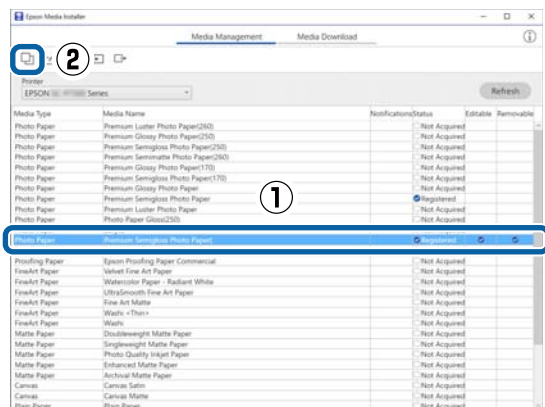 Epson Media Installer
Media Management Media Download
2
Printer
EPSON Series
Refresh
Media Type Media Name Notifications Status Editable Removable
Photo Paper Premium Luster Photo Paper(260) Not Acquired
Photo Paper Premium Glossy Photo Paper(250) Not Acquired
Photo Paper Premium Semigloss Photo Paper(250) Not Acquired
Photo Paper Premium Semimatte Photo Paper(260) Not Acquired
Photo Paper Premium Glossy Photo Paper(170) Not Acquired
Photo Paper Premium Semigloss Photo Paper(170) Not Acquired
Photo Paper Premium Glossy Photo Paper Not Acquired
Photo Paper Premium Semigloss Photo Paper Registered
Photo Paper Premium Luster Photo Paper Not Acquired
Photo Paper Photo Paper Gloss(250) Not Acquired
1
Photo Paper Premium Semigloss Photo Paper( Registered
Proofing Paper Epson Proofing Paper Commercial Not Acquired
FineArt Paper Velvet Fine Art Paper Not Acquired
FineArt Paper Watercolor Paper - Radiant White Not Acquired
FineArt Paper UltraSmooth Fine Art Paper Not Acquired
FineArt Paper Fine Art Matte Not Acquired
FineArt Paper Washi <Thin> Not Acquired
FineArt Paper Washi Not Acquired
Matte Paper Doubleweight Matte Paper Not Acquired
Matte Paper Singleweight Matte Paper Not Acquired
Matte Paper Photo Quality Inkjet Paper Not Acquired
Matte Paper Enhanced Matte Paper Not Acquired
Matte Paper Archival Matte Paper Not Acquired
Canvas Canvas Satin Not Acquired
Canvas Canvas Matte Not Acquired
Plain Paper Plain Paper Not Acquired